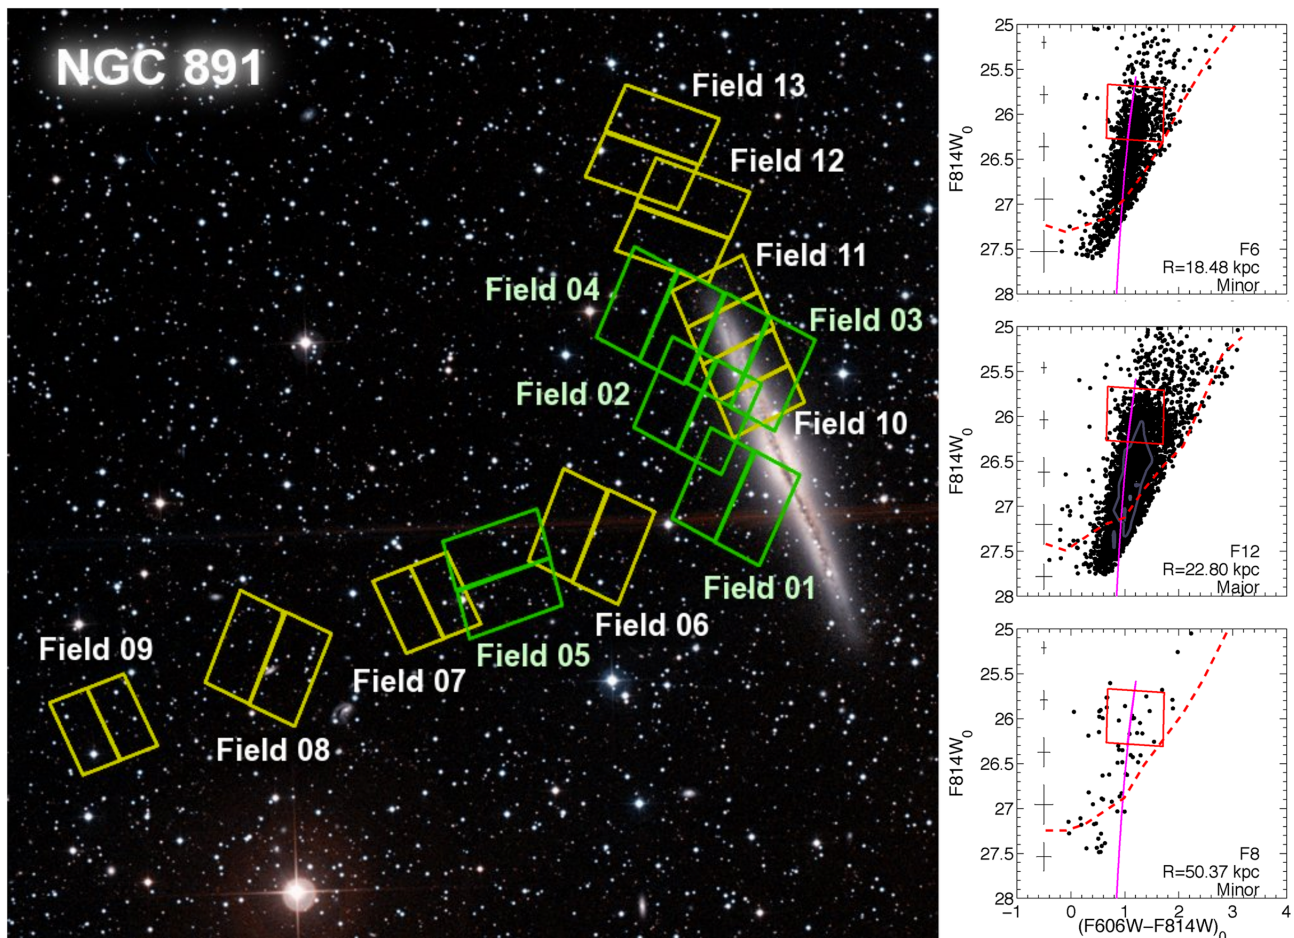 NGC 891
Field 13
Field 12
Field 11
Field 04
Field 03
Field 02
Field 10
Field 01
Field 06
Field 05
Field 09
Field 07
Field 08
25
25.5
26
26.5
27
27.5
28
F814W0
F6
R=18.48 kpc
Minor
25
25.5
26
26.5
27
27.5
28
F814W0
F12
R=22.80 kpc
Major
25
25.5
26
26.5
27
27.5
28
F814W0
F8
R=50.37 kpc
Minor
−1 0 1 2 3 4
(F606W−F814W)0